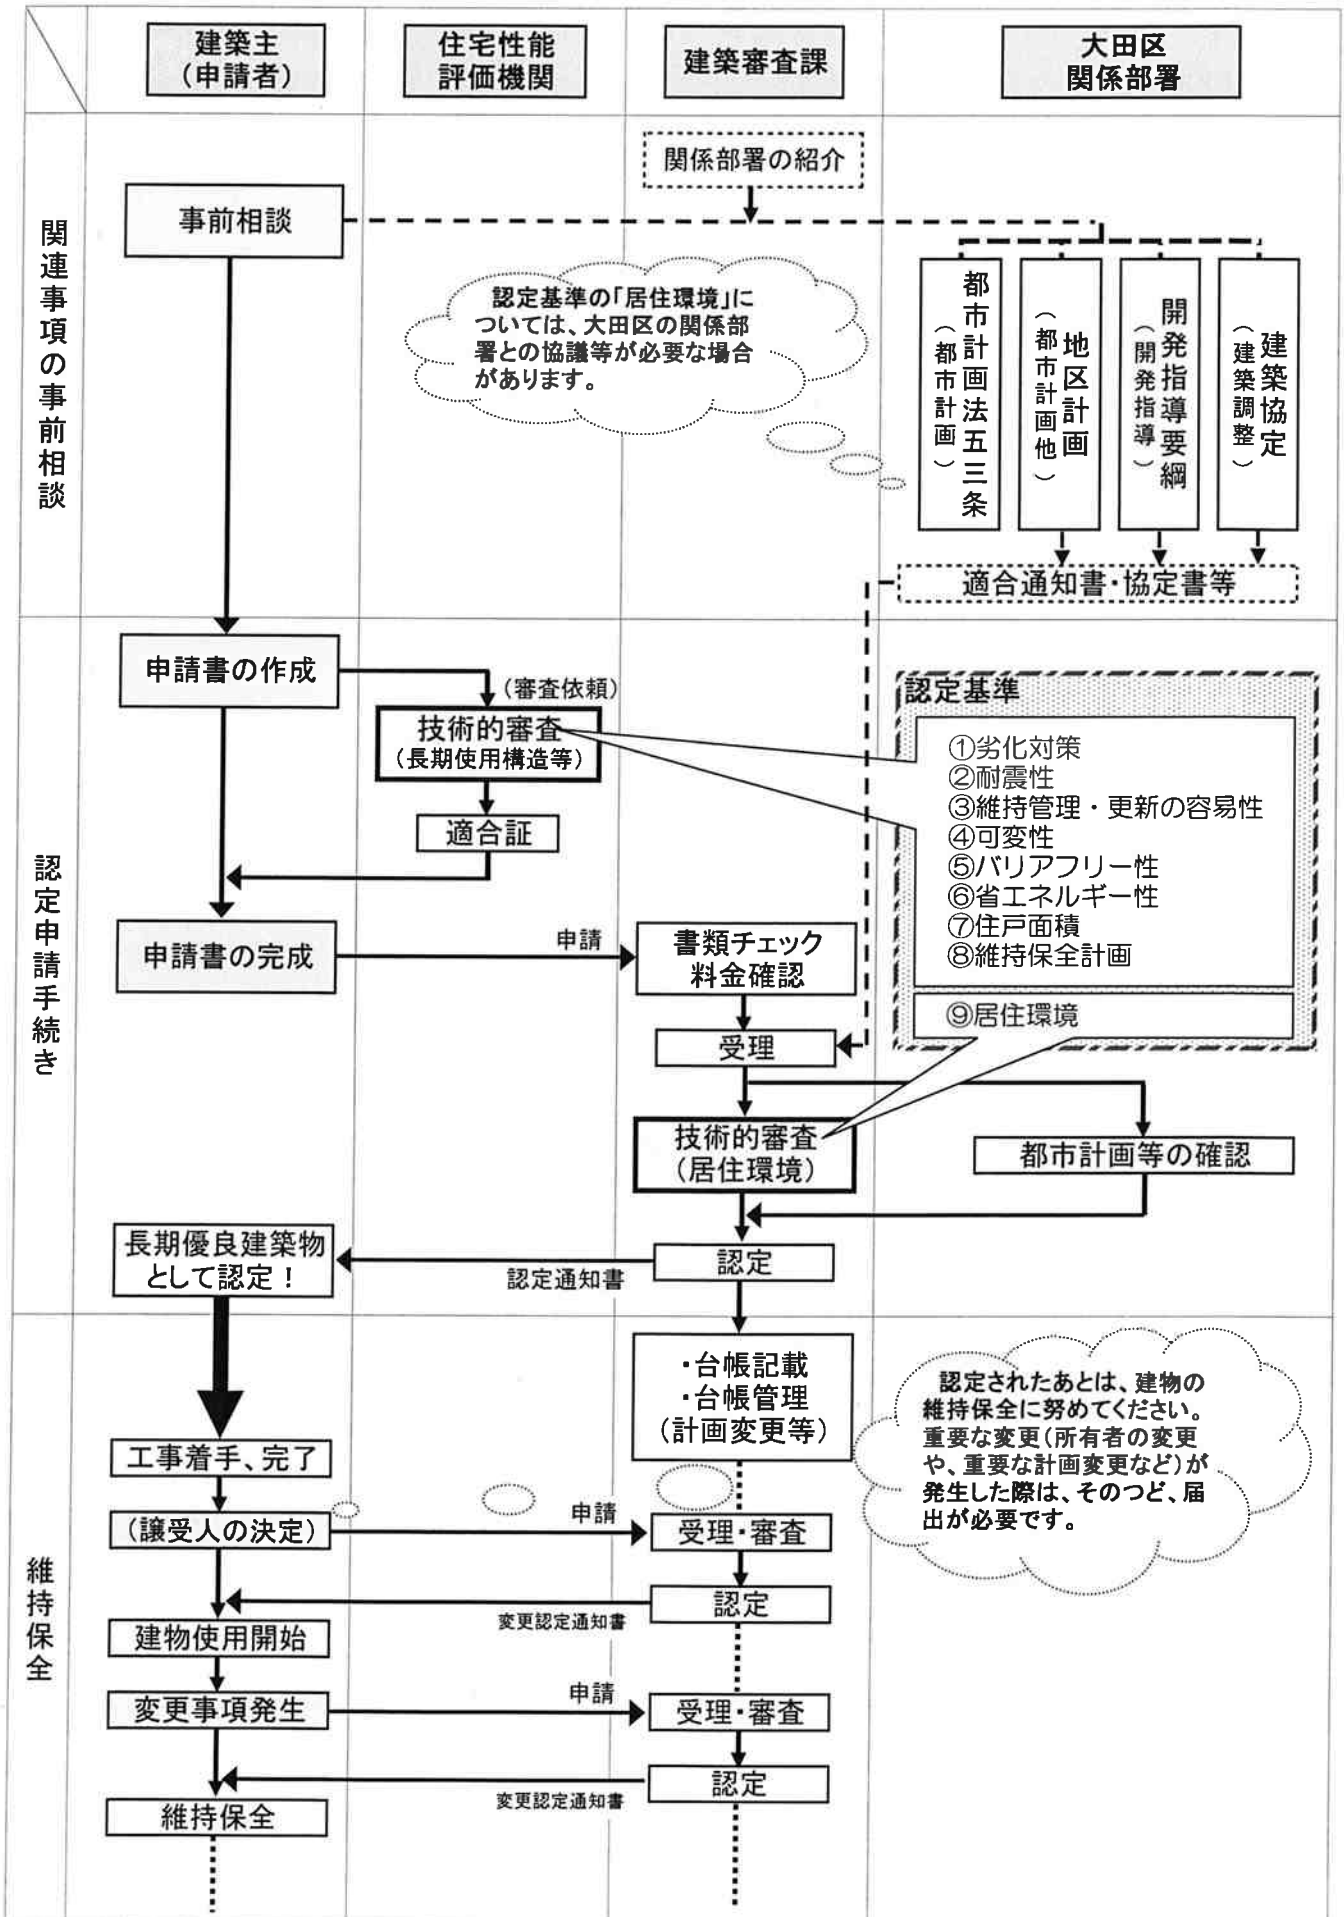 建築主
（申請者）
住宅性能
評価機関
建築審査課
大田区
関係部署
関連事項の事前相談
関係部署の紹介
事前相談
認定基準の「居住環境」に
ついては、大田区の関係部
署との協議等が必要な場合
があります。
都市計画法五三条
（都市計画）
地区計画
（都市計画他）
開発指導要綱
（開発指導）
建築協定
（建築調整）
適合通知書・協定書等
認定申請手続き
申請書の作成
（審査依頼）
技術的審査
（長期使用構造等）
適合証
認定基準
①劣化対策
②耐震性
③維持管理・更新の容易性
④可変性
⑤バリアフリー性
⑥省エネルギー性
⑦住戸面積
⑧維持保全計画
⑨居住環境
申請書の完成
申請
書類チェック
料金確認
受理
技術的審査
（居住環境）
都市計画等の確認
長期優良建築物
として認定！
認定通知書
認定
維持保全
・台帳記載
・台帳管理
（計画変更等）
認定されたあとは、建物の
維持保全に努めてください。
重要な変更（所有者の変更
や、重要な計画変更など）が
発生した際は、そのつど、届
出が必要です。
工事着手、完了
（譲受人の決定）
申請
受理・審査
認定
変更認定通知書
建物使用開始
変更事項発生
申請
受理・審査
認定
変更認定通知書
維持保全